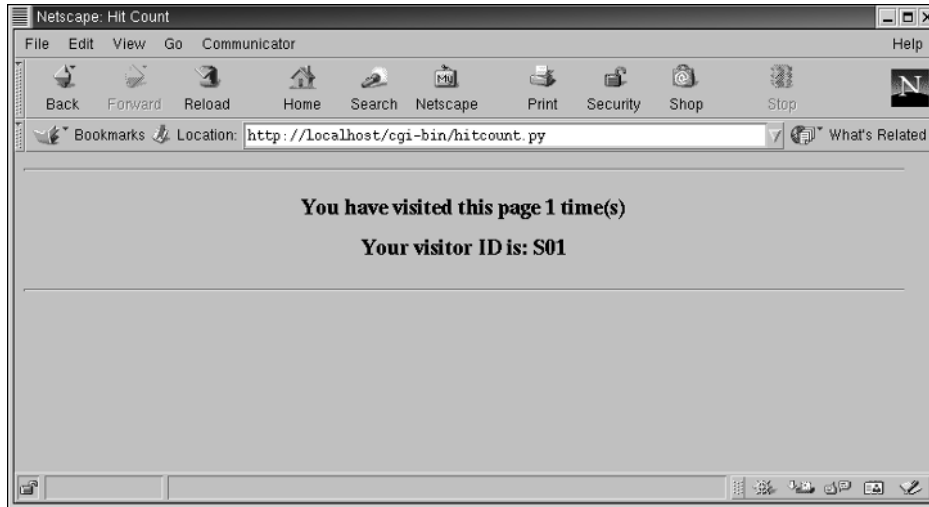 Netscape: Hit Count
File Edit View Go Communicator Help
Back Forward Reload Home Search Netscape Print Security Shop Stop
My
N
Bookmarks Location: http://localhost/cgi-bin/hitcount.py What's Related
You have visited this page 1 time(s)
Your visitor ID is: S01